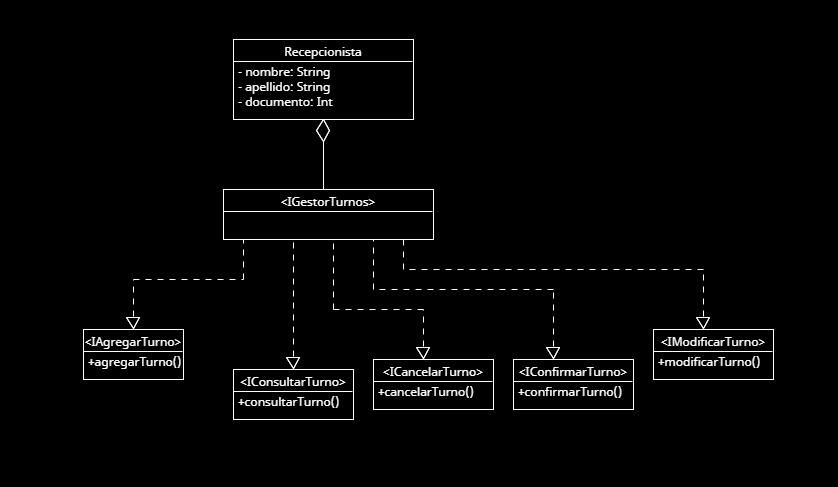 Recepcionista
- nombre: String
- apellido: String
- documento: Int
<IGestorTurnos>
<IAgregarTurno>
+agregarTurno()
<IConsultarTurno>
+consultarTurno()
<ICancelarTurno>
+cancelarTurno()
<IConfirmarTurno>
+confirmarTurno()
<IModificarTurno>
+modificarTurno()